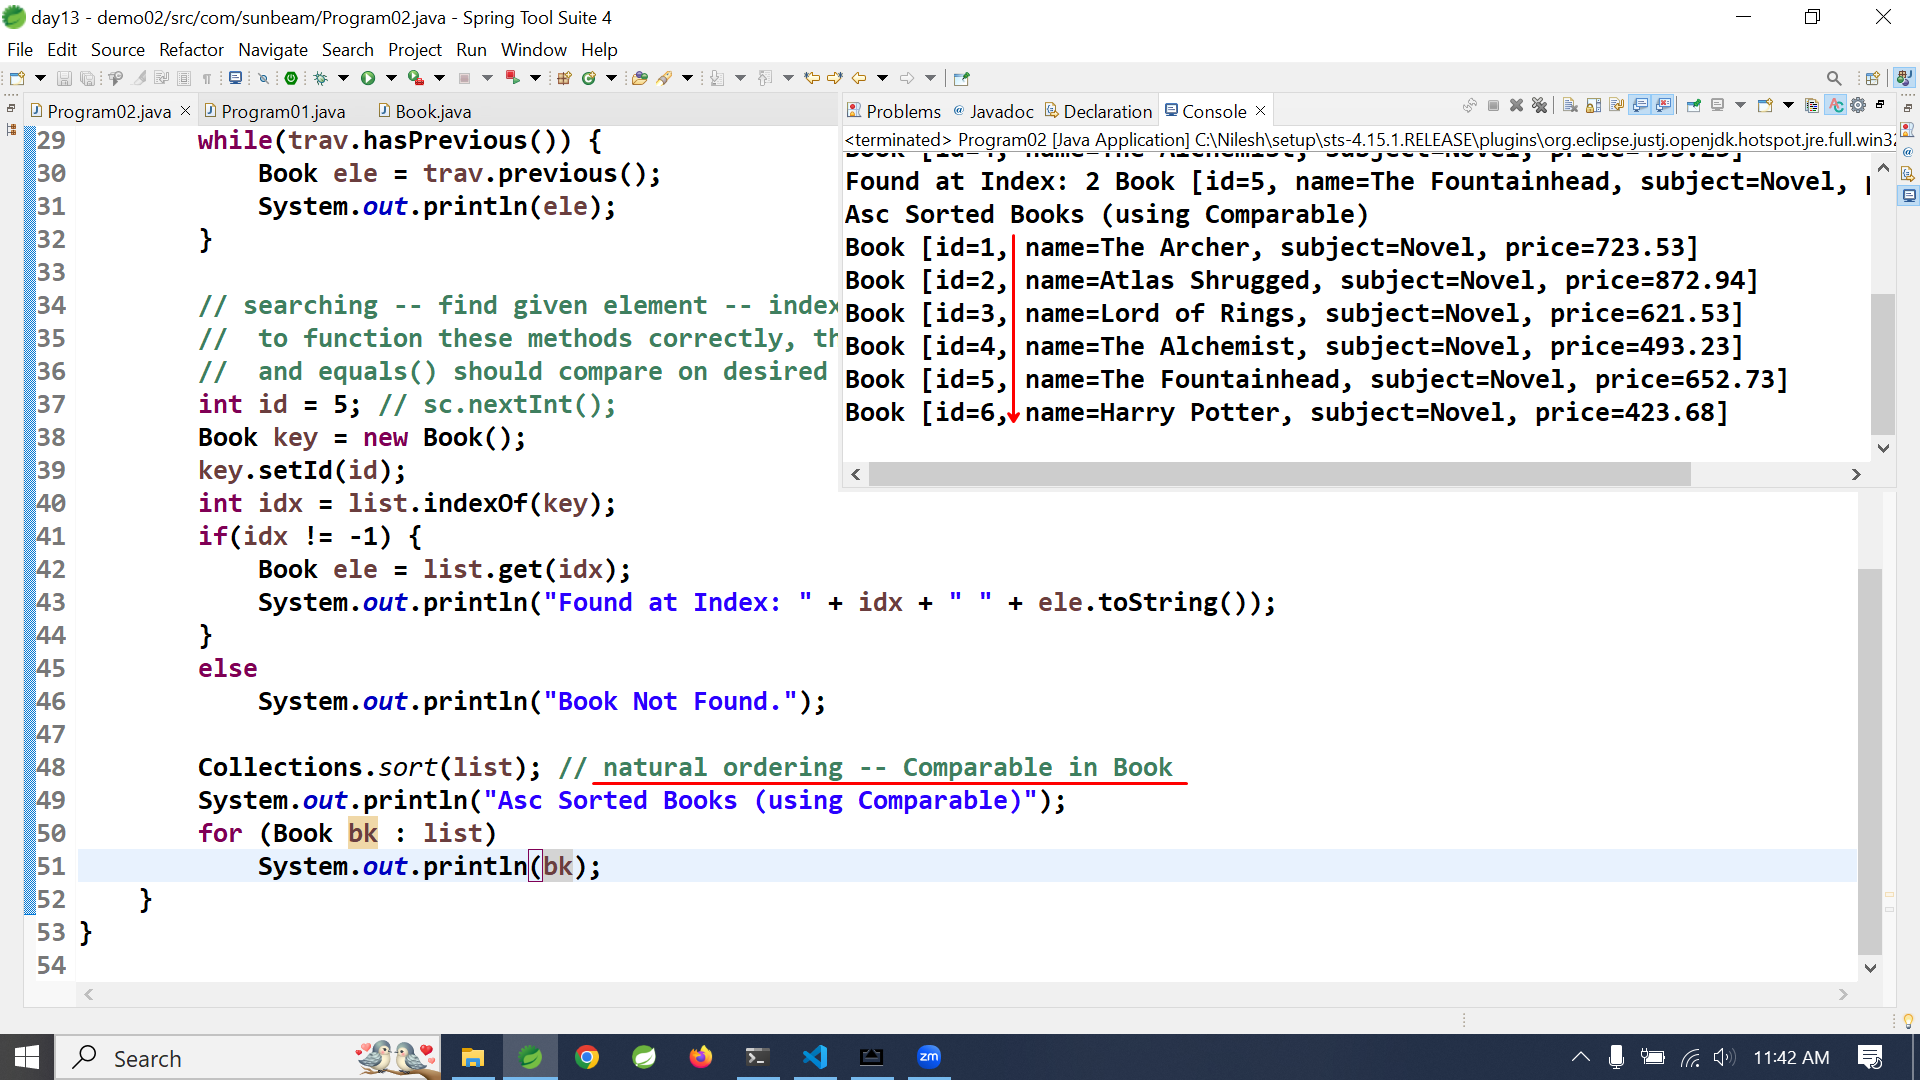 day13 - demo02/src/com/sunbeam/Program02.java - Spring Tool Suite 4
File Edit Source Refactor Navigate Search Project Run Window Help
Program02.java Program01.java Book.java
29 while(trav.hasPrevious()) {
30 Book ele = trav.previous();
31 System.out.println(ele);
32 }
33
34 // searching -- find given element -- index
35 // to function these methods correctly, th
36 // and equals() should compare on desired
37 int id = 5; // sc.nextInt();
38 Book key = new Book();
39 key.setId(id);
40 int idx = list.indexOf(key);
41 if(idx != -1) {
42 Book ele = list.get(idx);
43 System.out.println("Found at Index: " + idx + " " + ele.toString());
44 }
45 else
46 System.out.println("Book Not Found.");
47
48 Collections.sort(list); // natural ordering -- Comparable in Book
49 System.out.println("Asc Sorted Books (using Comparable)");
50 for (Book bk : list)
51 System.out.println(bk);
52 }
53 }
54
Problems Javadoc Declaration Console
<terminated> Program02 [Java Application] C:\Nilesh\setup\sts-4.15.1.RELEASE\plugins\org.eclipse.justj.openjdk.hotspot.jre.full.win32
Book [id=4, name=The Alchemist, subject=Novel, price=493.23]
Found at Index: 2 Book [id=5, name=The Fountainhead, subject=Novel, p
Asc Sorted Books (using Comparable)
Book [id=1, name=The Archer, subject=Novel, price=723.53]
Book [id=2, name=Atlas Shrugged, subject=Novel, price=872.94]
Book [id=3, name=Lord of Rings, subject=Novel, price=621.53]
Book [id=4, name=The Alchemist, subject=Novel, price=493.23]
Book [id=5, name=The Fountainhead, subject=Novel, price=652.73]
Book [id=6, name=Harry Potter, subject=Novel, price=423.68]
Search
zm
11:42 AM